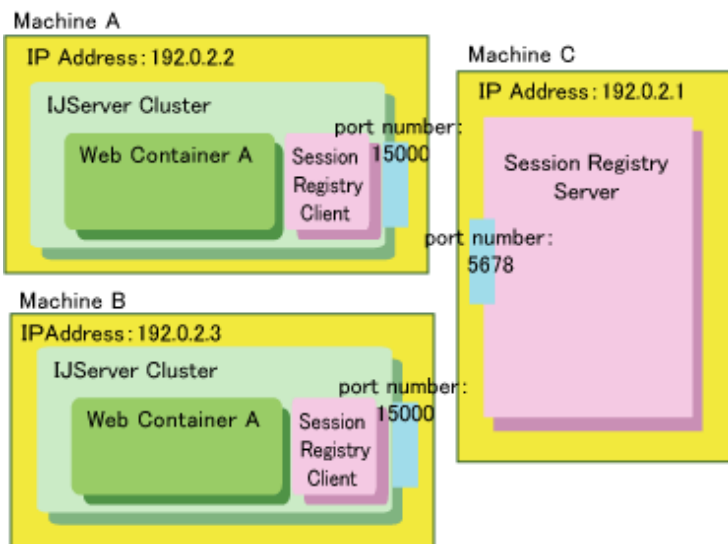 Machine A
IP Address:192.0.2.2
IJServer Cluster
Web Container A
Session
Registry
Client
port number:
15000
Machine C
IP Address:192.0.2.1
Session Registry
Server
port number:
5678
Machine B
IPAddress:192.0.2.3
IJServer Cluster
Web Container A
Session
Registry
Client
port number:
15000